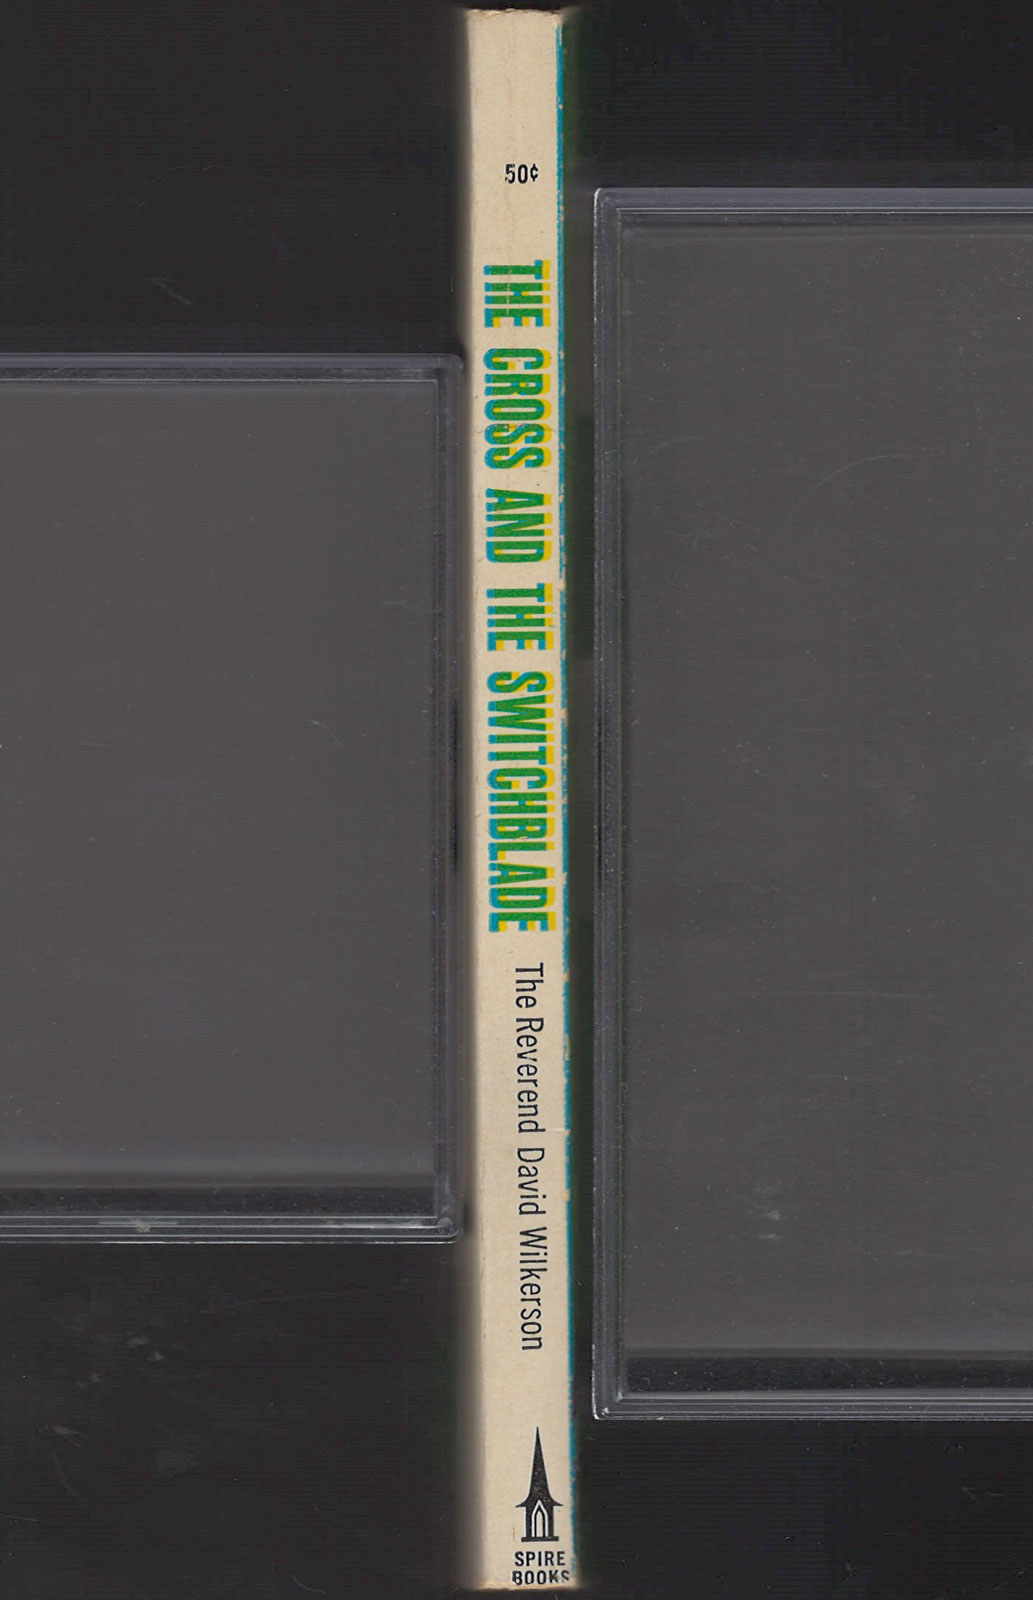 50¢
THE CROSS AND THE SWITCHBLADE
The Reverend David Wilkerson
SPIRE
BOOKS